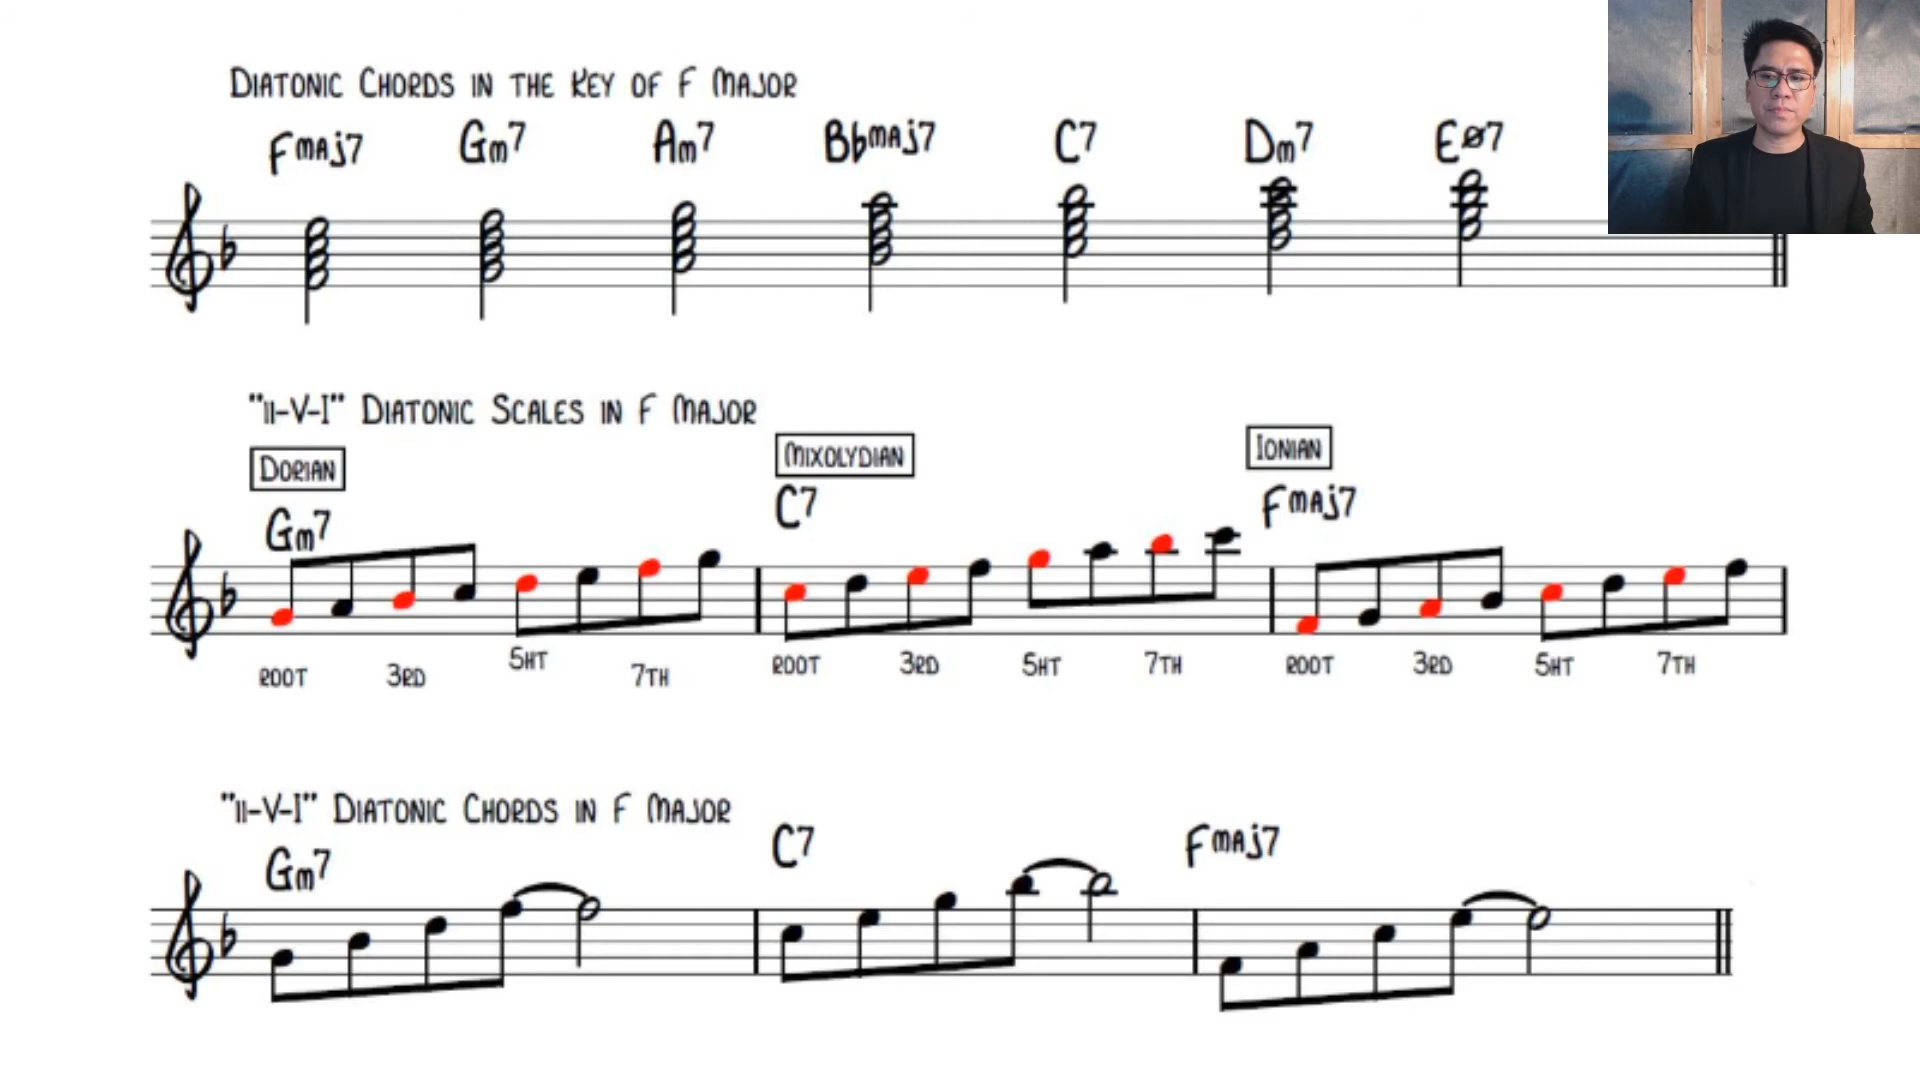 DIATONIC CHORDS IN THE KEY OF F MAJOR
Fmaj7 Gm7 Am7 Bbmaj7 C7 Dm7 Eø7
"II-V-I" DIATONIC SCALES IN F MAJOR
DORIAN MIXOLYDIAN IONIAN
Gm7 C7 Fmaj7
ROOT 3RD 5HT 7TH ROOT 3RD 5HT 7TH ROOT 3RD 5HT 7TH
"II-V-I" DIATONIC CHORDS IN F MAJOR
Gm7 C7 Fmaj7